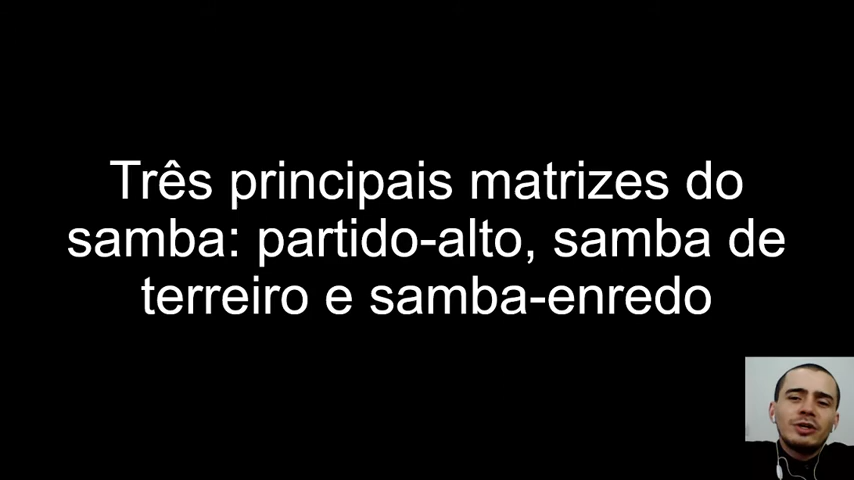 Três principais matrizes do
samba: partido-alto, samba de
terreiro e samba-enredo